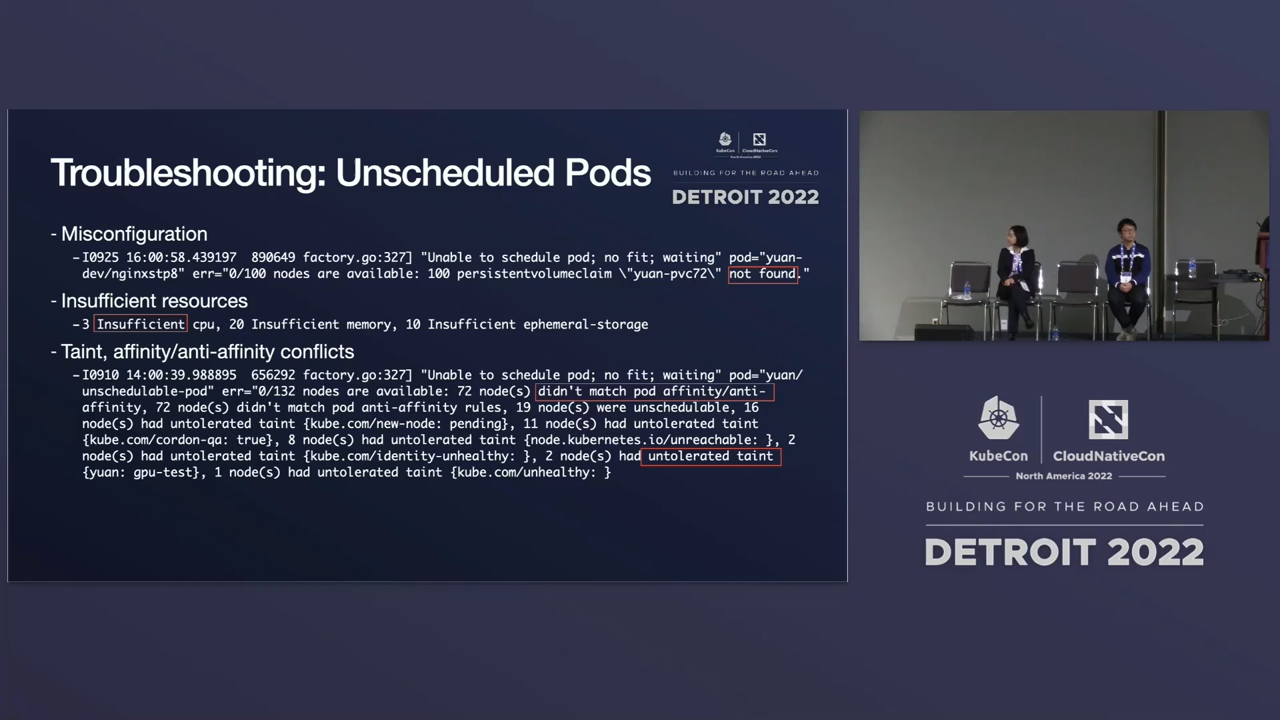 Troubleshooting: Unscheduled Pods
KubeCon
CloudNativeCon
North America 2022
BUILDING FOR THE ROAD AHEAD
DETROIT 2022
- Misconfiguration
– I0925 16:00:58.439197 890649 factory.go:327] "Unable to schedule pod; no fit; waiting" pod="yuan-
dev/nginxstp8" err="0/100 nodes are available: 100 persistentvolumeclaim \"yuan-pvc72\" not found."
- Insufficient resources
– 3 Insufficient cpu, 20 Insufficient memory, 10 Insufficient ephemeral-storage
- Taint, affinity/anti-affinity conflicts
– I0910 14:00:39.988895 656292 factory.go:327] "Unable to schedule pod; no fit; waiting" pod="yuan/
unschedulable-pod" err="0/132 nodes are available: 72 node(s) didn't match pod affinity/anti-
affinity, 72 node(s) didn't match pod anti-affinity rules, 19 node(s) were unschedulable, 16
node(s) had untolerated taint {kube.com/new-node: pending}, 11 node(s) had untolerated taint
{kube.com/cordon-qa: true}, 8 node(s) had untolerated taint {node.kubernetes.io/unreachable: }, 2
node(s) had untolerated taint {kube.com/identity-unhealthy: }, 2 node(s) had untolerated taint
{yuan: gpu-test}, 1 node(s) had untolerated taint {kube.com/unhealthy: }
KubeCon
CloudNativeCon
North America 2022
BUILDING FOR THE ROAD AHEAD
DETROIT 2022